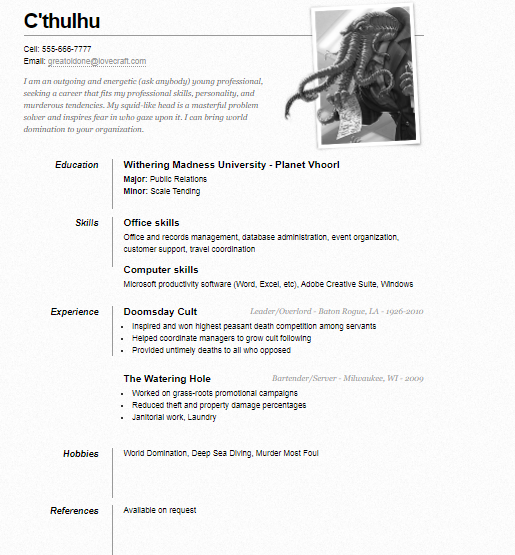 C'thulhu
Cell: 555-666-7777
Email: greatoldone@lovecraft.com
I am an outgoing and energetic (ask anybody) young professional,
seeking a career that fits my professional skills, personality, and
murderous tendencies. My squid-like head is a masterful problem
solver and inspires fear in who gaze upon it. I can bring world
domination to your organization.
Education
Withering Madness University - Planet Vhoorl
Major: Public Relations
Minor: Scale Tending
Skills
Office skills
Office and records management, database administration, event organization,
customer support, travel coordination
Computer skills
Microsoft productivity software (Word, Excel, etc), Adobe Creative Suite, Windows
Experience
Doomsday Cult Leader/Overlord - Baton Rogue, LA - 1926-2010
• Inspired and won highest peasant death competition among servants
• Helped coordinate managers to grow cult following
• Provided untimely deaths to all who opposed
The Watering Hole Bartender/Server - Milwaukee, WI - 2009
• Worked on grass-roots promotional campaigns
• Reduced theft and property damage percentages
• Janitorial work, Laundry
Hobbies
World Domination, Deep Sea Diving, Murder Most Foul
References
Available on request